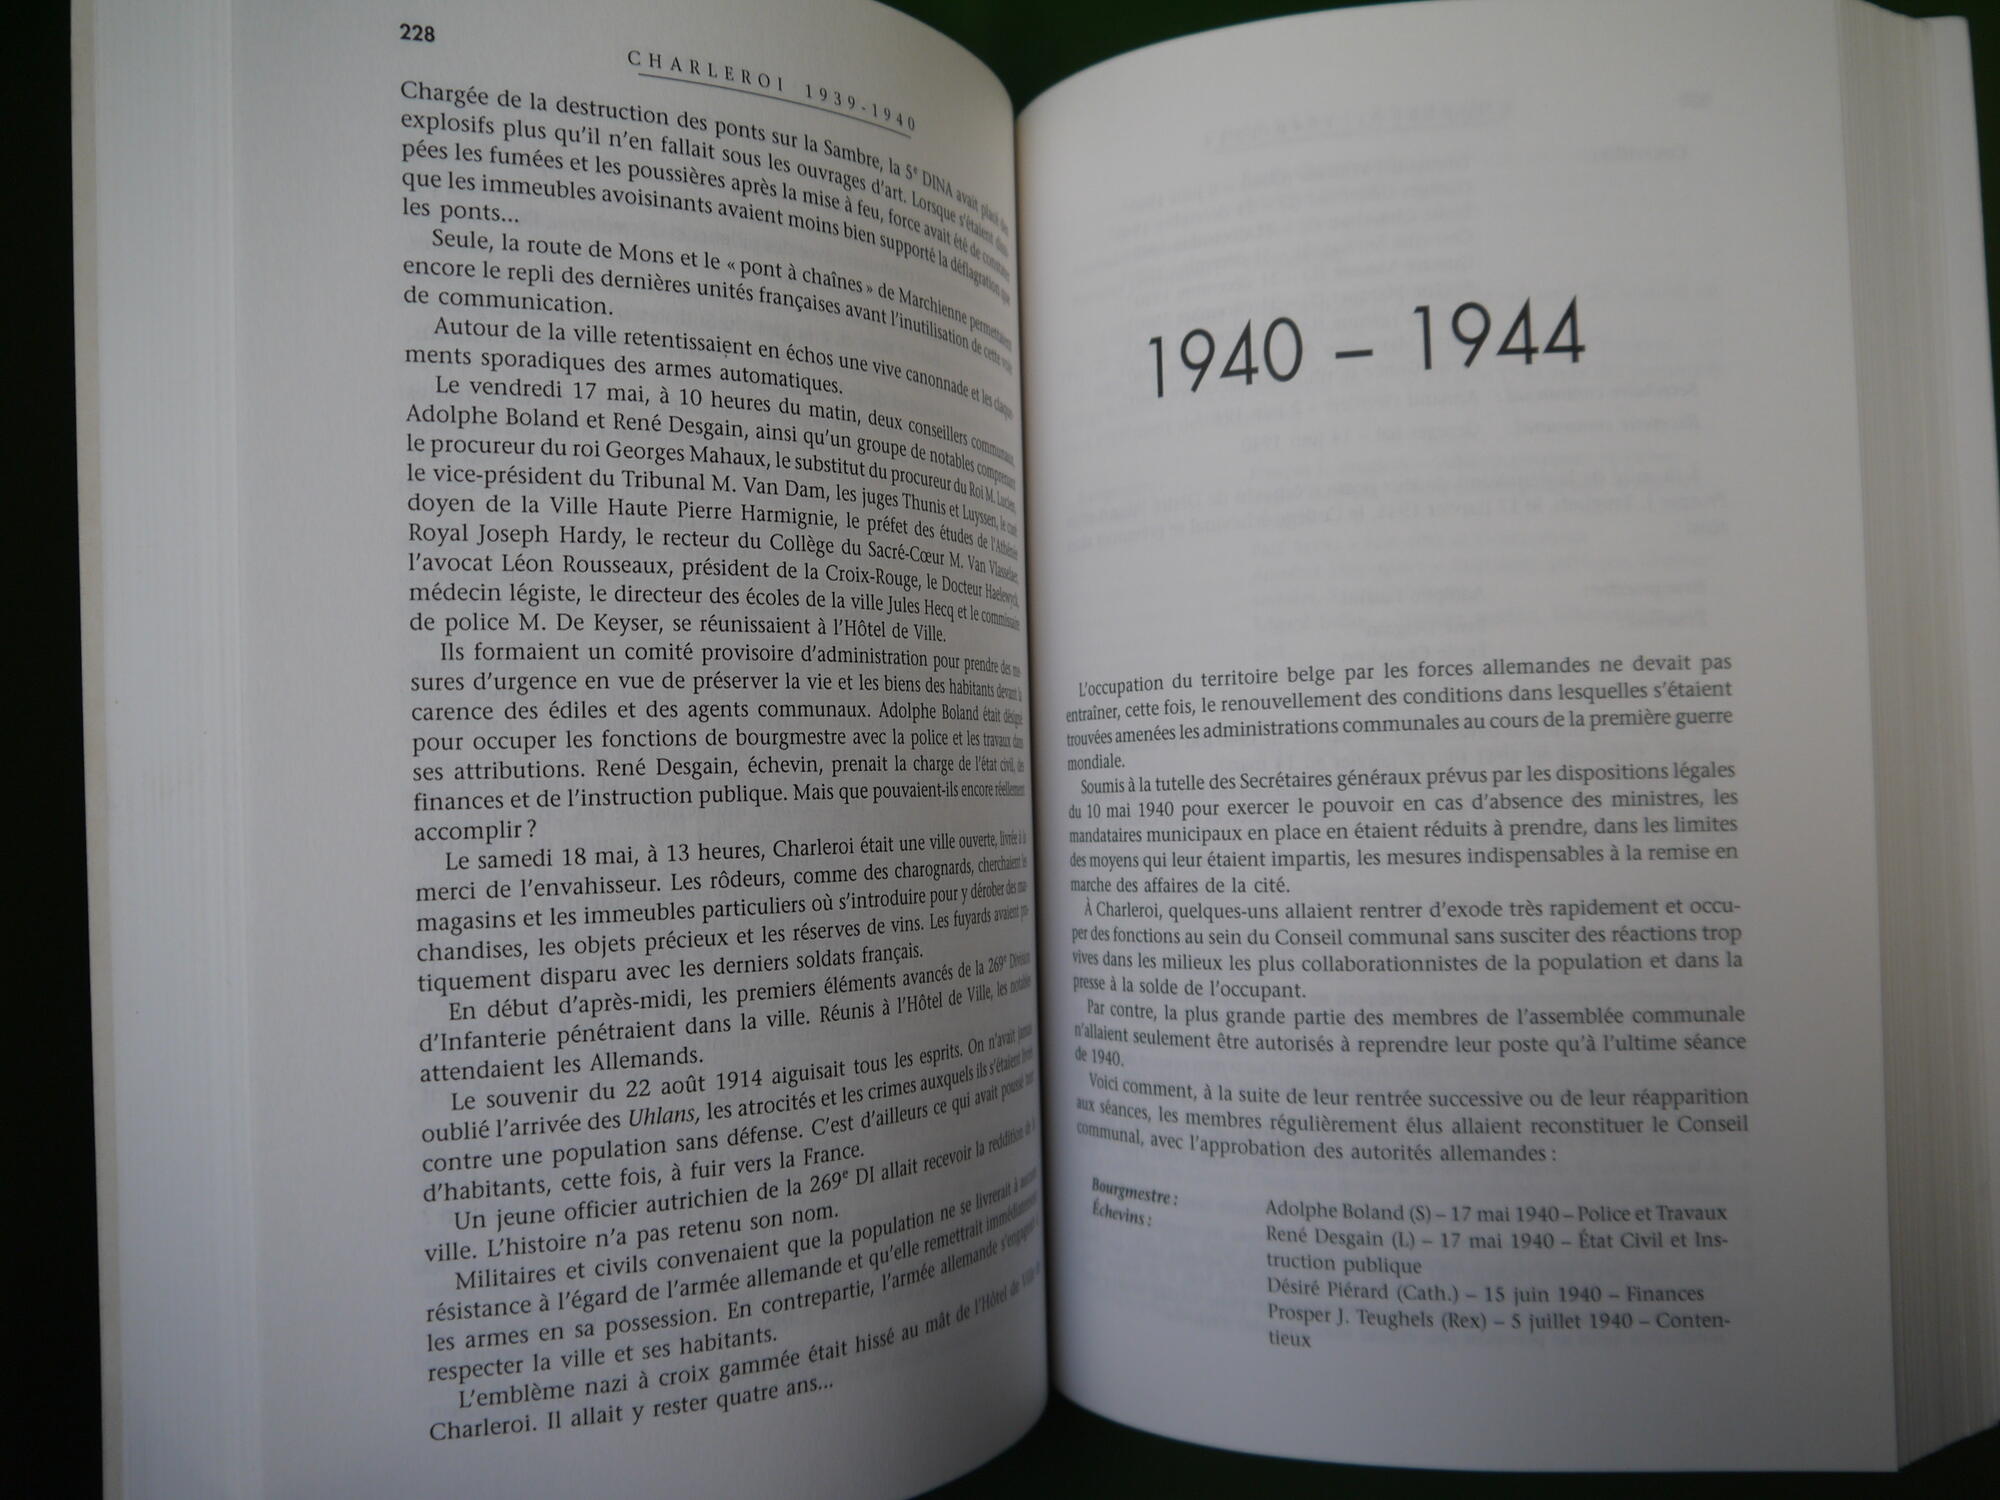 228
CHARLEROI 1939-1940
Chargée de la destruction des ponts sur la Sambre, la 5e DINA avait placé des
explosifs plus qu'il n'en fallait sous les ouvrages d'art. Lorsque s'étaient dissi-
pées les fumées et les poussières après la mise à feu, force avait été de constater
que les immeubles avoisinants avaient moins bien supporté la déflagration que
les ponts...
Seule, la route de Mons et le « pont à chaînes » de Marchienne permettaient
encore le repli des dernières unités françaises avant l'inutilisation de cette voie
de communication.
Autour de la ville retentissaient en échos une vive canonnade et les claque-
ments sporadiques des armes automatiques.
Le vendredi 17 mai, à 10 heures du matin, deux conseillers communaux,
Adolphe Boland et René Desgain, ainsi qu'un groupe de notables comprenant
le procureur du roi Georges Mahaux, le substitut du procureur du Roi M. Lucien,
le vice-président du Tribunal M. Van Dam, les juges Thunis et Luyssen, le curé
doyen de la Ville Haute Pierre Harmignie, le préfet des études de l'Athénée
Royal Joseph Hardy, le recteur du Collège du Sacré-Cœur M. Van Vlasselaer,
l'avocat Léon Rousseaux, président de la Croix-Rouge, le Docteur Haelewyck,
médecin légiste, le directeur des écoles de la ville Jules Hecq et le commissaire
de police M. De Keyser, se réunissaient à l'Hôtel de Ville.
Ils formaient un comité provisoire d'administration pour prendre des me-
sures d'urgence en vue de préserver la vie et les biens des habitants devant la
carence des édiles et des agents communaux. Adolphe Boland était désigné
pour occuper les fonctions de bourgmestre avec la police et les travaux dans
ses attributions. René Desgain, échevin, prenait la charge de l'état civil, des
finances et de l'instruction publique. Mais que pouvaient-ils encore réellement
accomplir ?
Le samedi 18 mai, à 13 heures, Charleroi était une ville ouverte, livrée à la
merci de l'envahisseur. Les rôdeurs, comme des charognards, cherchaient les
magasins et les immeubles particuliers où s'introduire pour y dérober des mar-
chandises, les objets précieux et les réserves de vins. Les fuyards avaient pra-
tiquement disparu avec les derniers soldats français.
En début d'après-midi, les premiers éléments avancés de la 269e Division
d'Infanterie pénétraient dans la ville. Réunis à l'Hôtel de Ville, les notables
attendaient les Allemands.
Le souvenir du 22 août 1914 aiguisait tous les esprits. On n'avait jamais
oublié l'arrivée des Uhlans, les atrocités et les crimes auxquels ils s'étaient livrés
contre une population sans défense. C'est d'ailleurs ce qui avait poussé tant
d'habitants, cette fois, à fuir vers la France.
Un jeune officier autrichien de la 269e DI allait recevoir la reddition de la
ville. L'histoire n'a pas retenu son nom.
Militaires et civils convenaient que la population ne se livrerait à aucune
résistance à l'égard de l'armée allemande et qu'elle remettrait immédiatement
les armes en sa possession. En contrepartie, l'armée allemande s'engageait à
respecter la ville et ses habitants.
L'emblème nazi à croix gammée était hissé au mât de l'Hôtel de Ville de
Charleroi. Il allait y rester quatre ans...
1940 – 1944
L'occupation du territoire belge par les forces allemandes ne devait pas
entraîner, cette fois, le renouvellement des conditions dans lesquelles s'étaient
trouvées amenées les administrations communales au cours de la première guerre
mondiale.
Soumis à la tutelle des Secrétaires généraux prévus par les dispositions légales
du 10 mai 1940 pour exercer le pouvoir en cas d'absence des ministres, les
mandataires municipaux en place en étaient réduits à prendre, dans les limites
des moyens qui leur étaient impartis, les mesures indispensables à la remise en
marche des affaires de la cité.
À Charleroi, quelques-uns allaient rentrer d'exode très rapidement et occu-
per des fonctions au sein du Conseil communal sans susciter des réactions trop
vives dans les milieux les plus collaborationnistes de la population et dans la
presse à la solde de l'occupant.
Par contre, la plus grande partie des membres de l'assemblée communale
n'allaient seulement être autorisés à reprendre leur poste qu'à l'ultime séance
de 1940.
Voici comment, à la suite de leur rentrée successive ou de leur réapparition
aux séances, les membres régulièrement élus allaient reconstituer le Conseil
communal, avec l'approbation des autorités allemandes :
Bourgmestre : Adolphe Boland (S) – 17 mai 1940 – Police et Travaux
Échevins : René Desgain (L) – 17 mai 1940 – État Civil et Ins-
truction publique
Désiré Piérard (Cath.) – 15 juin 1940 – Finances
Prosper J. Teughels (Rex) – 5 juillet 1940 – Conten-
tieux